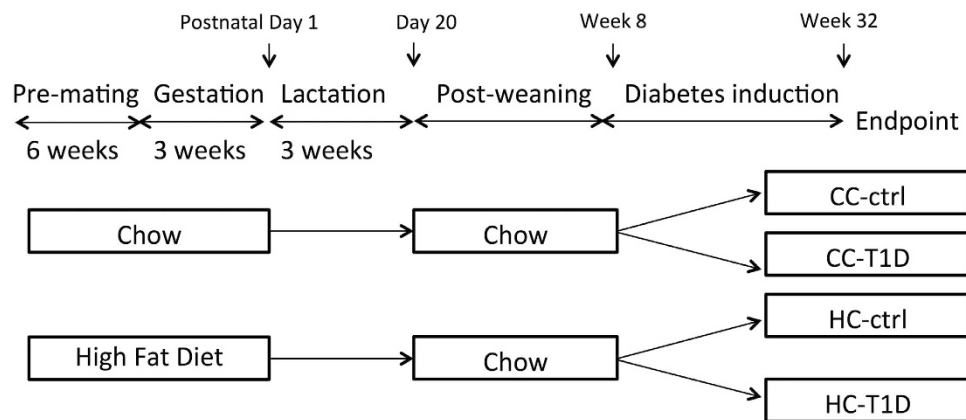 Postnatal Day 1 Day 20 Week 8 Week 32
Pre-mating Gestation Lactation Post-weaning Diabetes induction
Endpoint
6 weeks 3 weeks 3 weeks
CC-ctrl
Chow Chow
CC-T1D
HC-ctrl
High Fat Diet Chow
HC-T1D